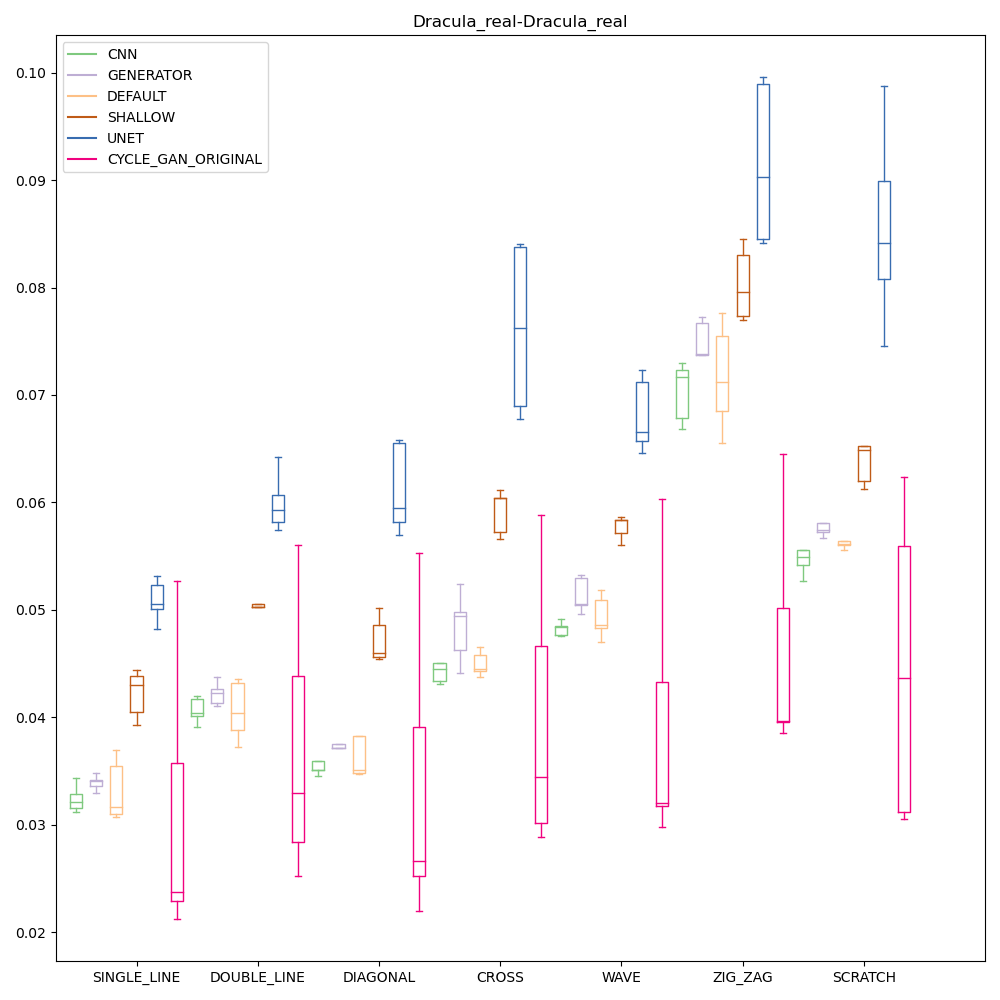 Dracula_real-Dracula_real
CNN
GENERATOR
DEFAULT
SHALLOW
UNET
CYCLE_GAN_ORIGINAL
0.10
0.09
0.08
0.07
0.06
0.05
0.04
0.03
0.02
SINGLE_LINE DOUBLE_LINE DIAGONAL CROSS WAVE ZIG_ZAG SCRATCH